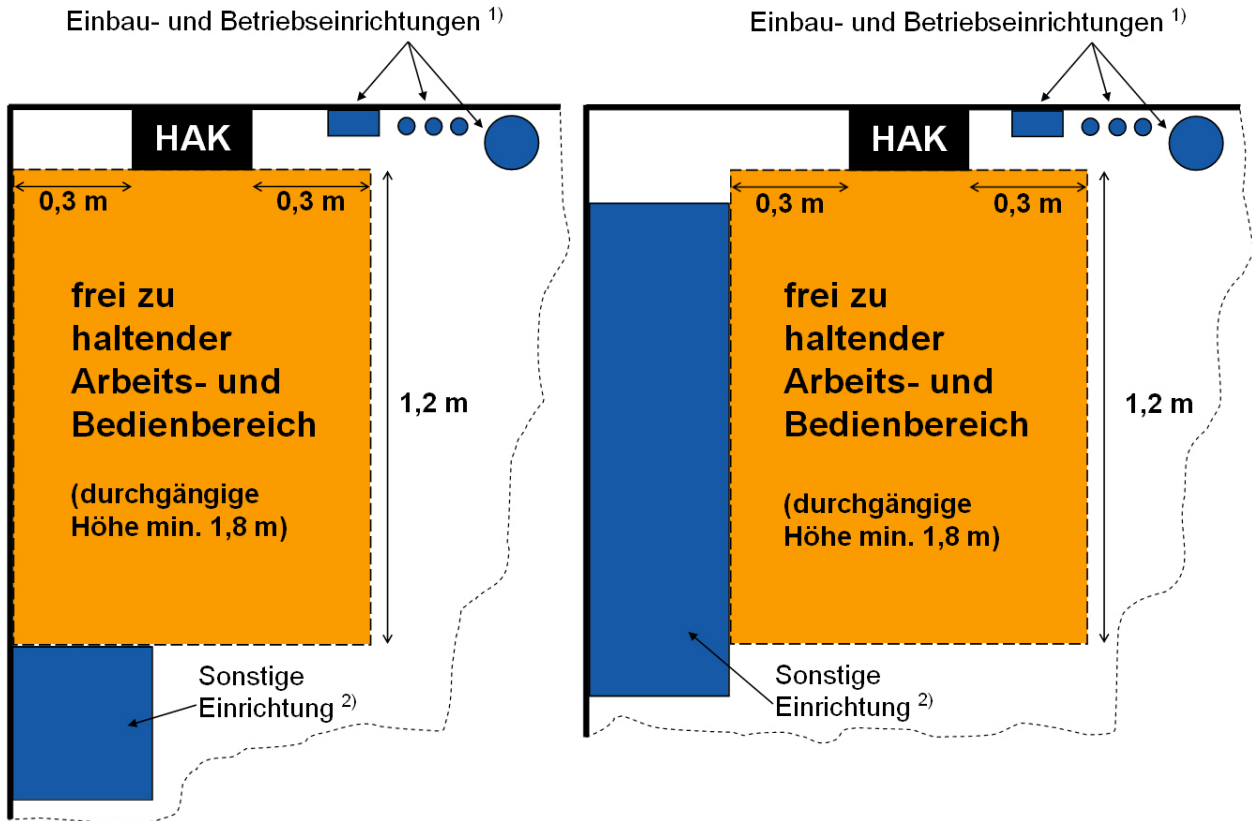 Einbau- und Betriebseinrichtungen 1)
HAK
0,3 m
0,3 m
frei zu
haltender
Arbeits- und
Bedienbereich
(durchgängige
Höhe min. 1,8 m)
1,2 m
Sonstige
Einrichtung 2)
Einbau- und Betriebseinrichtungen 1)
HAK
0,3 m
0,3 m
frei zu
haltender
Arbeits- und
Bedienbereich
(durchgängige
Höhe min. 1,8 m)
1,2 m
Sonstige
Einrichtung 2)